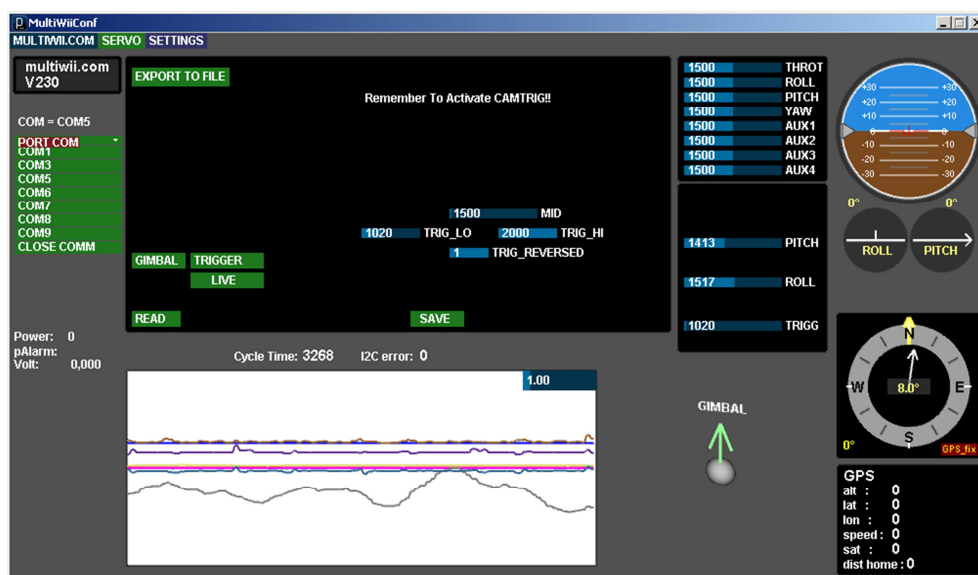 MultiWiiConf
MULTIWII.COM SERVO SETTINGS
multiwii.com
V230
COM = COM5
PORT COM
COM1
COM3
COM5
COM6
COM7
COM8
COM9
CLOSE COMM
Power: 0
pAlarm:
Volt: 0,000
EXPORT TO FILE
Remember To Activate CAMTRIG!!
1500 MID
1020 TRIG_LO 2000 TRIG_HI
1 TRIG_REVERSED
GIMBAL TRIGGER
LIVE
READ SAVE
Cycle Time: 3268 I2C error: 0
1.00
1500 THROT
1500 ROLL
1500 PITCH
1500 YAW
1500 AUX1
1500 AUX2
1500 AUX3
1500 AUX4
1413 PITCH
1517 ROLL
1020 TRIGG
GIMBAL
+30 +30
+20 +20
+10 +10
0 0
-10 -10
-20 -20
-30 -30
0° 0°
ROLL PITCH
N
W 8.0° E
S
0° GPS_fix
GPS
alt : 0
lat : 0
lon : 0
speed : 0
sat : 0
dist home : 0